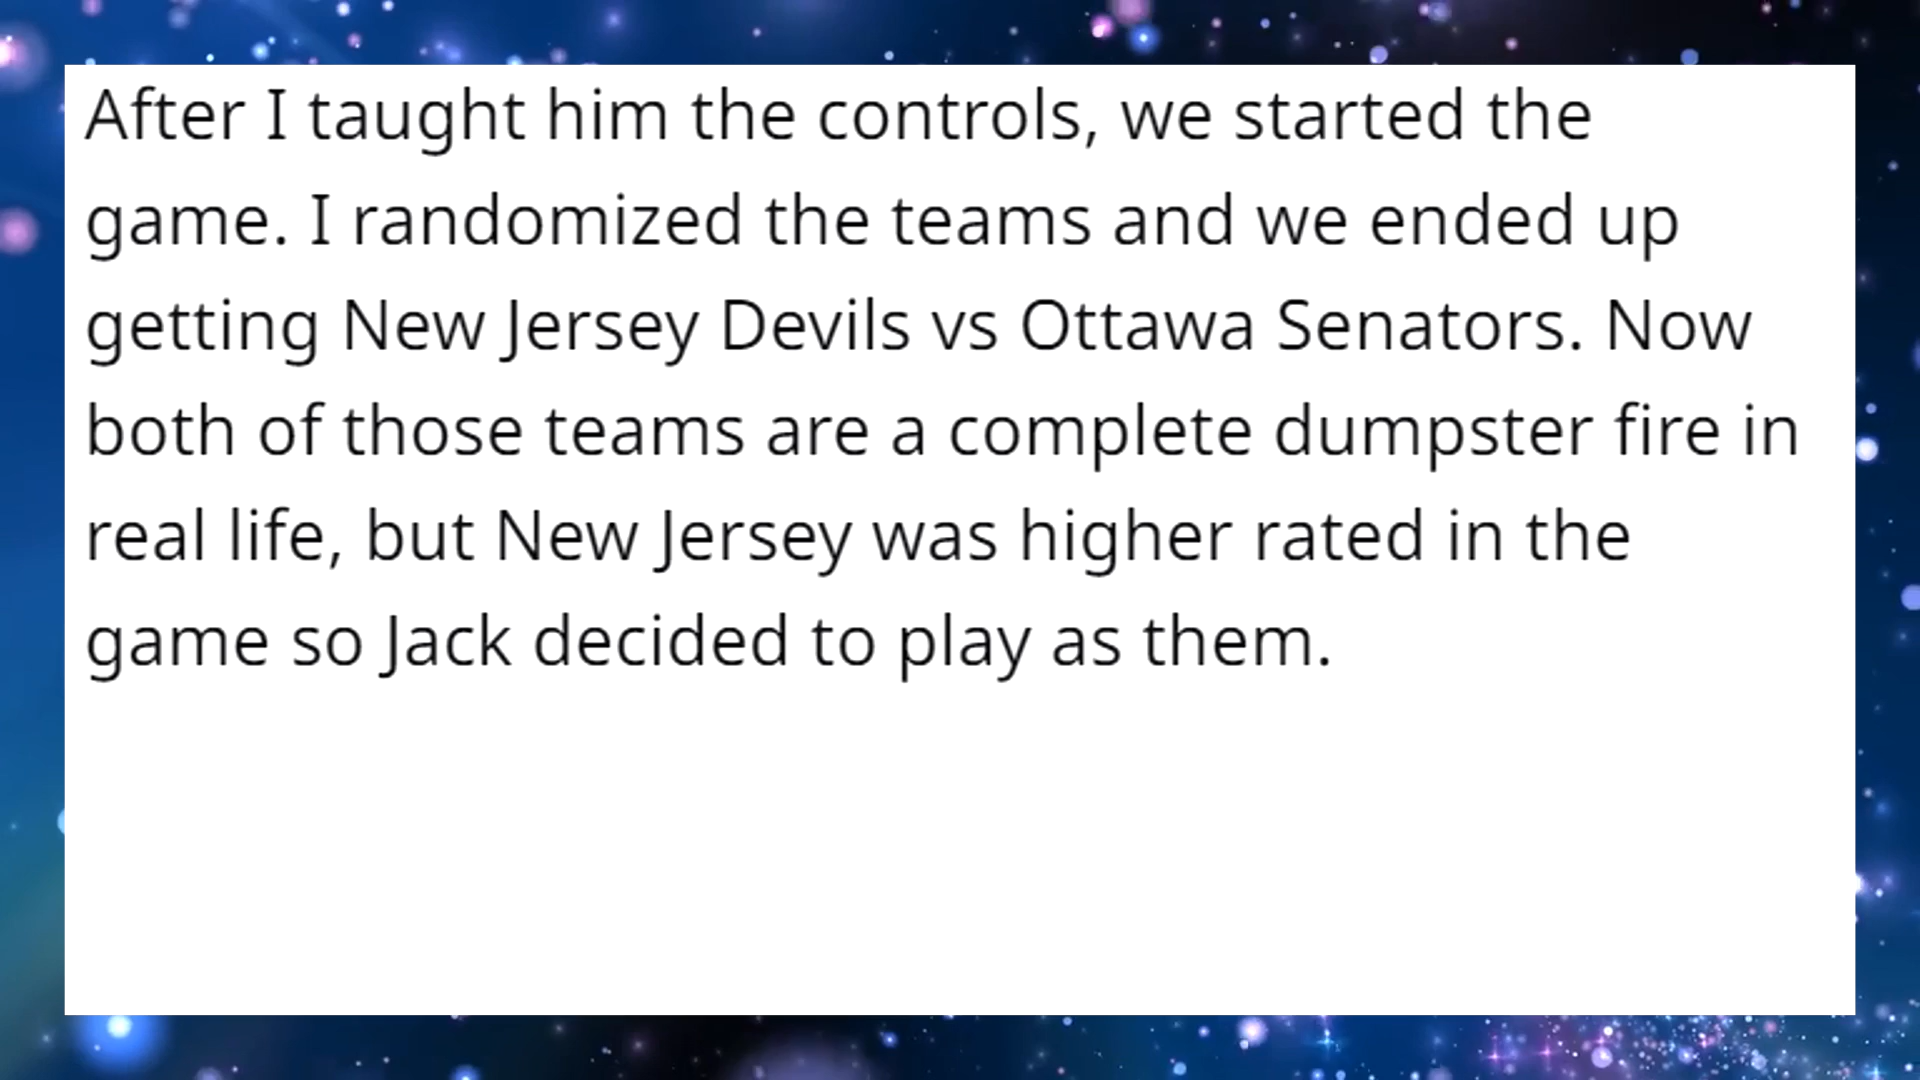 After I taught him the controls, we started the
game. I randomized the teams and we ended up
getting New Jersey Devils vs Ottawa Senators. Now
both of those teams are a complete dumpster fire in
real life, but New Jersey was higher rated in the
game so Jack decided to play as them.